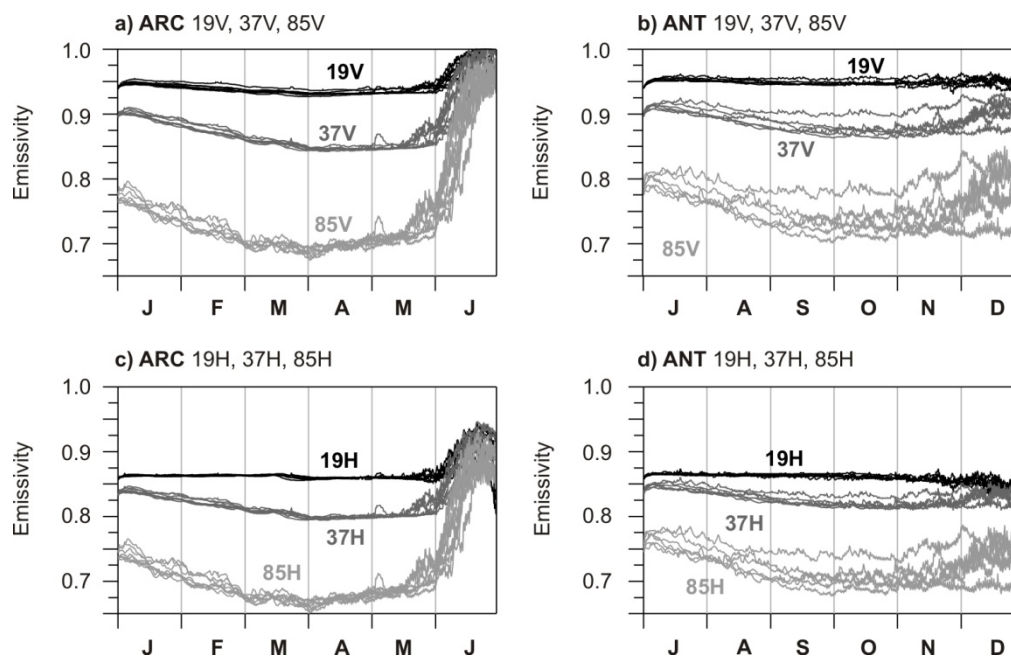 a) ARC 19V, 37V, 85V
b) ANT 19V, 37V, 85V
1.0
0.9
0.8
0.7
Emissivity
19V
37V
85V
J F M A M J
1.0
0.9
0.8
0.7
Emissivity
19V
37V
85V
J A S O N D
c) ARC 19H, 37H, 85H
d) ANT 19H, 37H, 85H
1.0
0.9
0.8
0.7
Emissivity
19H
37H
85H
J F M A M J
1.0
0.9
0.8
0.7
Emissivity
19H
37H
85H
J A S O N D